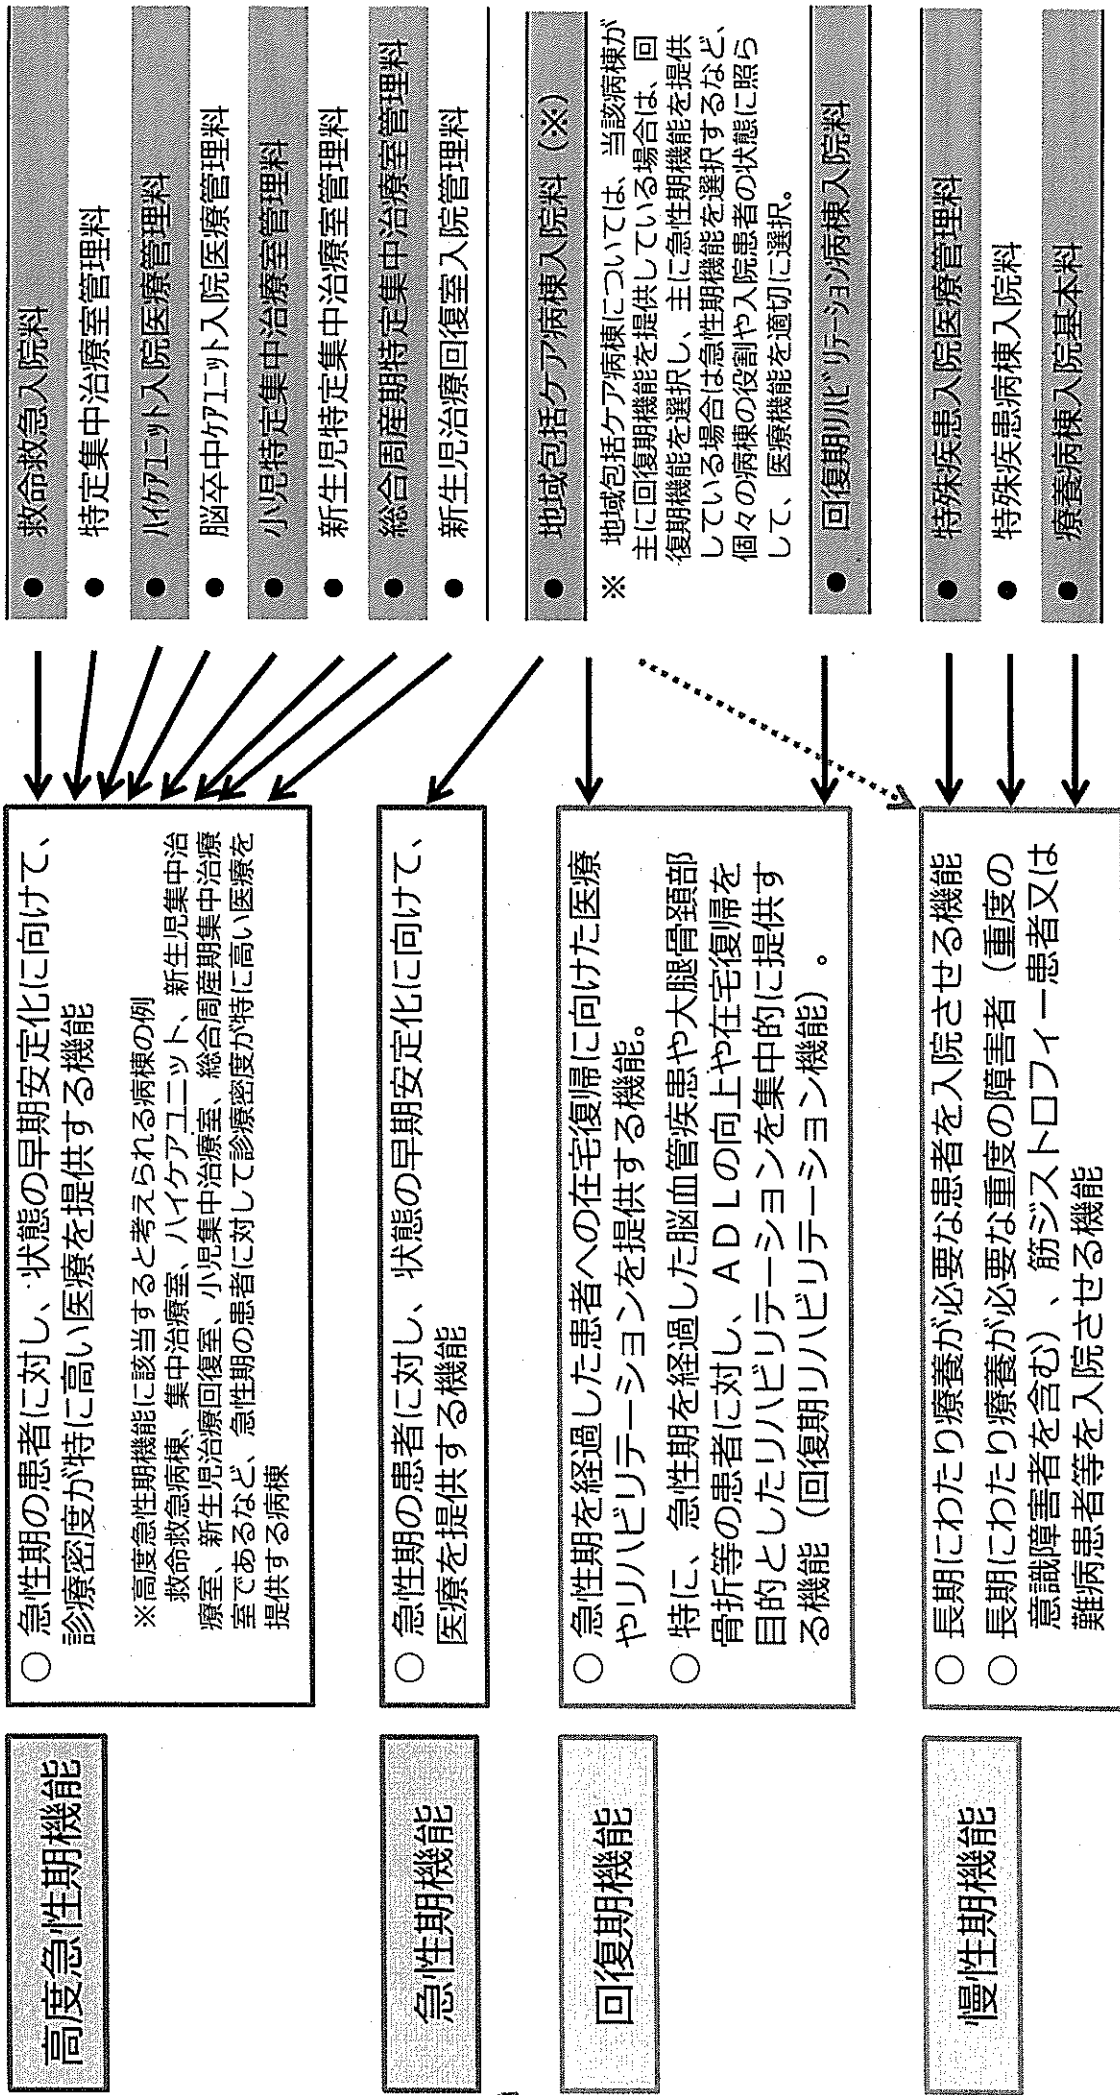 高度急性期機能
○ 急性期の患者に対し、状態の早期安定化に向けて、
診療密度が特に高い医療を提供する機能
※高度急性期機能に該当すると考えられる病棟の例
救命救急病棟、集中治療室、ハイケアユニット、新生児集中治
療室、新生児治療回復室、小児集中治療室、総合周産期集中治療
室であるなど、急性期の患者に対して診療密度が特に高い医療を
提供する病棟
● 救命救急入院料
● 特定集中治療室管理料
● ﾊｲｹｱﾕﾆｯﾄ入院医療管理料
● 脳卒中ｹｱﾕﾆｯﾄ入院医療管理料
● 小児特定集中治療室管理料
● 新生児特定集中治療室管理料
● 総合周産期特定集中治療室管理料
● 新生児治療回復室入院管理料
急性期機能
○ 急性期の患者に対し、状態の早期安定化に向けて、
医療を提供する機能
回復期機能
○ 急性期を経過した患者への在宅復帰に向けた医療
やリハビリテーションを提供する機能。
○ 特に、急性期を経過した脳血管疾患や大腿骨頚部
骨折等の患者に対し、ＡＤＬの向上や在宅復帰を
目的としたリハビリテーションを集中的に提供す
る機能（回復期リハビリテーション機能）。
● 地域包括ケア病棟入院料（※）
※ 地域包括ケア病棟については、当該病棟が
主に回復期機能を提供している場合は、回
復期機能を選択し、主に急性期機能を提供
している場合は急性期機能を選択するなど、
個々の病棟の役割や入院患者の状態に照ら
して、医療機能を適切に選択。
● 回復期ﾘﾊﾋﾞﾘﾃｰｼｮﾝ病棟入院料
慢性期機能
○ 長期にわたり療養が必要な患者を入院させる機能
○ 長期にわたり療養が必要な重度の障害者（重度の
意識障害者を含む）、筋ジストロフィー患者又は
難病患者等を入院させる機能
● 特殊疾患入院医療管理料
● 特殊疾患病棟入院料
● 療養病棟入院基本料